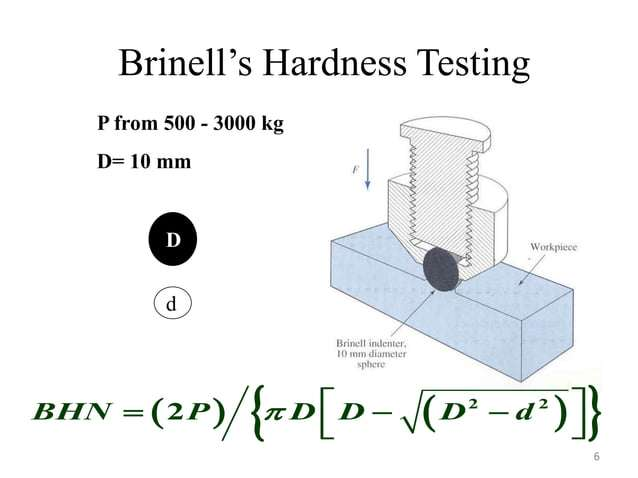 Brinell’s Hardness Testing
P from 500 - 3000 kg
D= 10 mm
D
d
F
Workpiece
Brinell indenter,
10 mm diameter
sphere
BHN = (2P)/{πD[D − √(D² − d²)]}
6